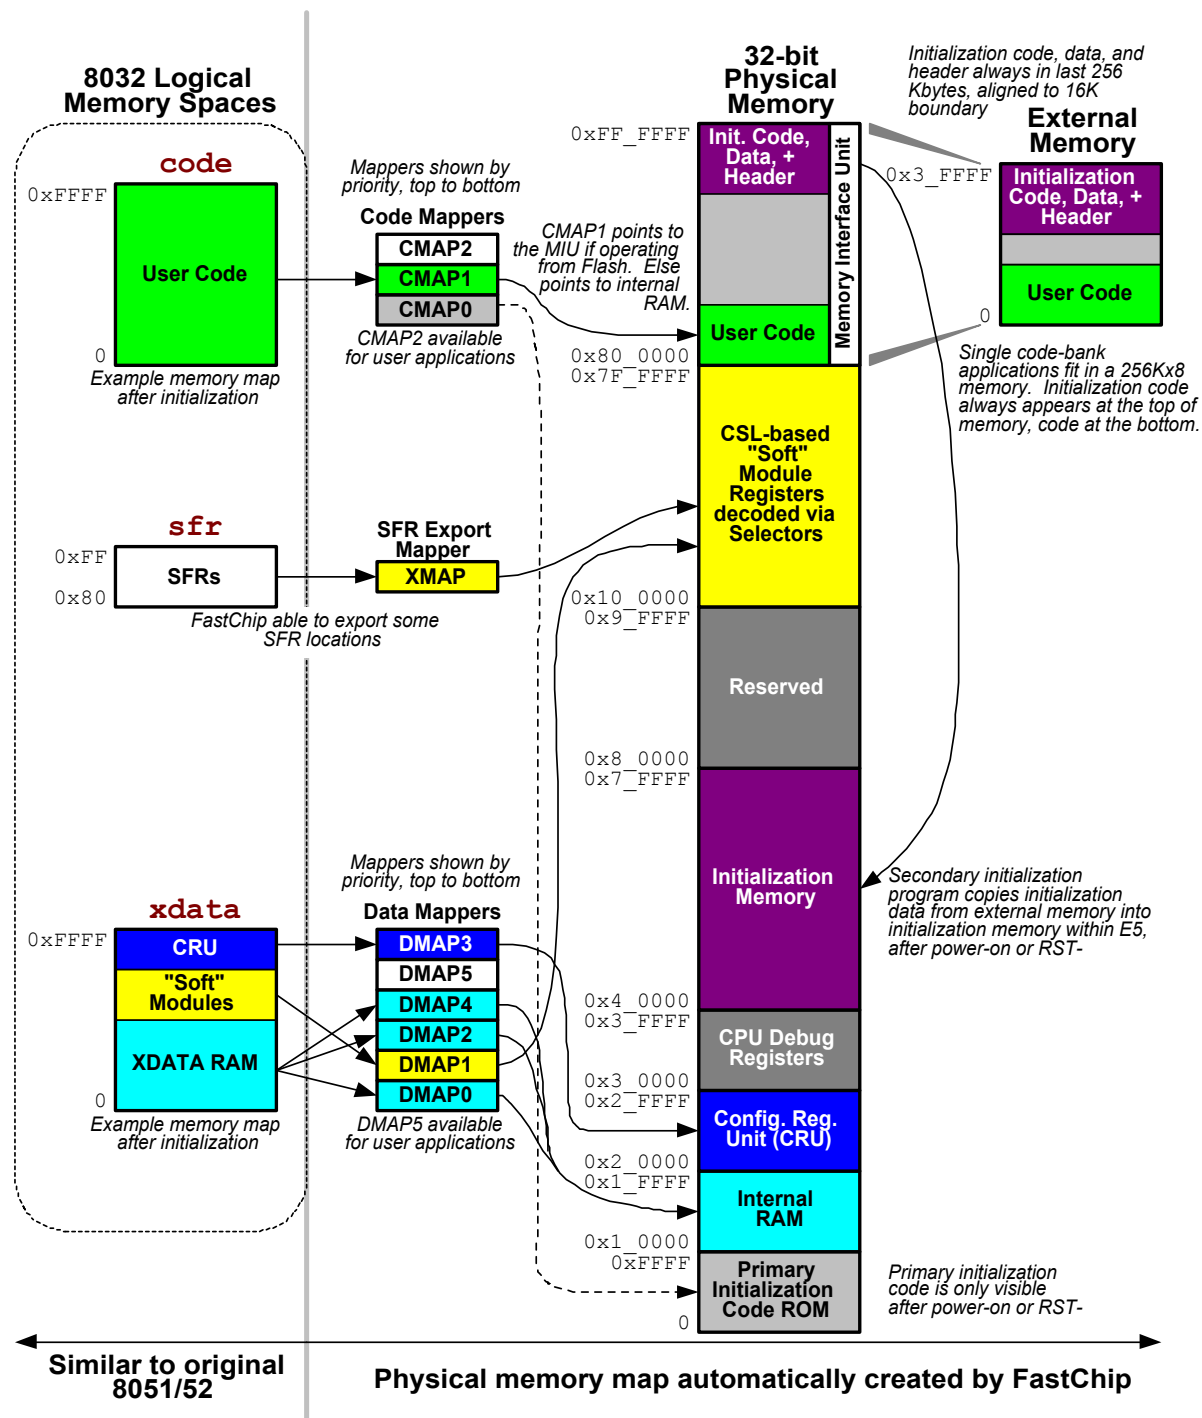 8032 Logical
Memory Spaces
code
0xFFFF
User Code
0
Example memory map
after initialization
sfr
0xFF
SFRs
0x80
FastChip able to export some
SFR locations
xdata
0xFFFF
CRU
"Soft"
Modules
XDATA RAM
0
Example memory map
after initialization
Mappers shown by
priority, top to bottom
Code Mappers
CMAP2
CMAP1
CMAP0
CMAP2 available
for user applications
SFR Export
Mapper
XMAP
Mappers shown by
priority, top to bottom
Data Mappers
DMAP3
DMAP5
DMAP4
DMAP2
DMAP1
DMAP0
DMAP5 available
for user applications
CMAP1 points to
the MIU if operating
from Flash. Else
points to internal
RAM.
32-bit
Physical
Memory
0xFF_FFFF
Init. Code,
Data, +
Header
Memory Interface Unit
User Code
0x80_0000
0x7F_FFFF
CSL-based
"Soft"
Module
Registers
decoded via
Selectors
0x10_0000
0x9_FFFF
Reserved
0x8_0000
0x7_FFFF
Initialization
Memory
0x4_0000
0x3_FFFF
CPU Debug
Registers
0x3_0000
0x2_FFFF
Config. Reg.
Unit (CRU)
0x2_0000
0x1_FFFF
Internal
RAM
0x1_0000
0xFFFF
Primary
Initialization
Code ROM
0
Initialization code, data, and
header always in last 256
Kbytes, aligned to 16K
boundary
External
Memory
0x3_FFFF
Initialization
Code, Data, +
Header
User Code
0
Single code-bank
applications fit in a 256Kx8
memory. Initialization code
always appears at the top of
memory, code at the bottom.
Secondary initialization
program copies initialization
data from external memory into
initialization memory within E5,
after power-on or RST-
Primary initialization
code is only visible
after power-on or RST-
Similar to original
8051/52
Physical memory map automatically created by FastChip